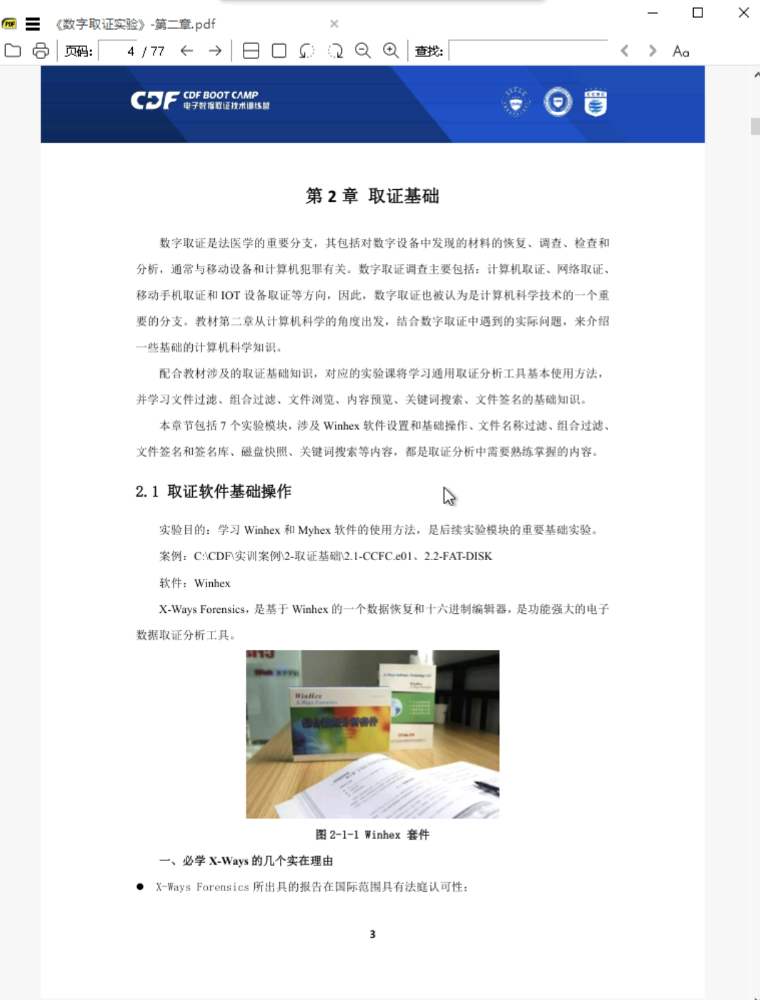 PDF
《数字取证实验》-第二章.pdf
页码: 4 / 77
查找:
Aa
CDF CDF BOOT CAMP
电子数据取证技术训练营
CCRC
第 2 章 取证基础
数字取证是法医学的重要分支，其包括对数字设备中发现的材料的恢复、调查、检查和
分析，通常与移动设备和计算机犯罪有关。数字取证调查主要包括：计算机取证、网络取证、
移动手机取证和 IOT 设备取证等方向，因此，数字取证也被认为是计算机科学技术的一个重
要的分支。教材第二章从计算机科学的角度出发，结合数字取证中遇到的实际问题，来介绍
一些基础的计算机科学知识。
配合教材涉及的取证基础知识，对应的实验课将学习通用取证分析工具基本使用方法，
并学习文件过滤、组合过滤、文件浏览、内容预览、关键词搜索、文件签名的基础知识。
本章节包括 7 个实验模块，涉及 Winhex 软件设置和基础操作、文件名称过滤、组合过滤、
文件签名和签名库、磁盘快照、关键词搜索等内容，都是取证分析中需要熟练掌握的内容。
2.1 取证软件基础操作
实验目的：学习 Winhex 和 Myhex 软件的使用方法，是后续实验模块的重要基础实验。
案例：C:\CDF\实训案例\2-取证基础\2.1-CCFC.e01、2.2-FAT-DISK
软件：Winhex
X-Ways Forensics，是基于 Winhex 的一个数据恢复和十六进制编辑器，是功能强大的电子
数据取证分析工具。
WinHex
X-Ways Forensics
综合数据分析套件
图 2-1-1 Winhex 套件
一、必学 X-Ways 的几个实在理由
● X-Ways Forensics 所出具的报告在国际范围具有法庭认可性；
3